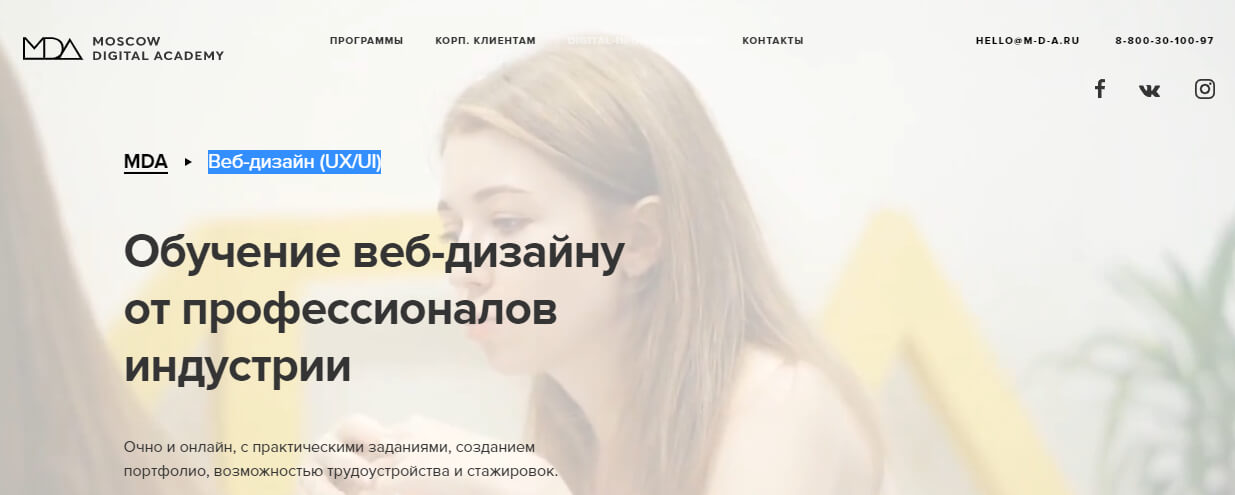 MDA MOSCOW
DIGITAL ACADEMY
ПРОГРАММЫ КОРП. КЛИЕНТАМ КОНТАКТЫ HELLO@M-D-A.RU 8-800-30-100-97
MDA Веб-дизайн (UX/UI)
Обучение веб-дизайну
от профессионалов
индустрии
Очно и онлайн, с практическими заданиями, созданием
портфолио, возможностью трудоустройства и стажировок.